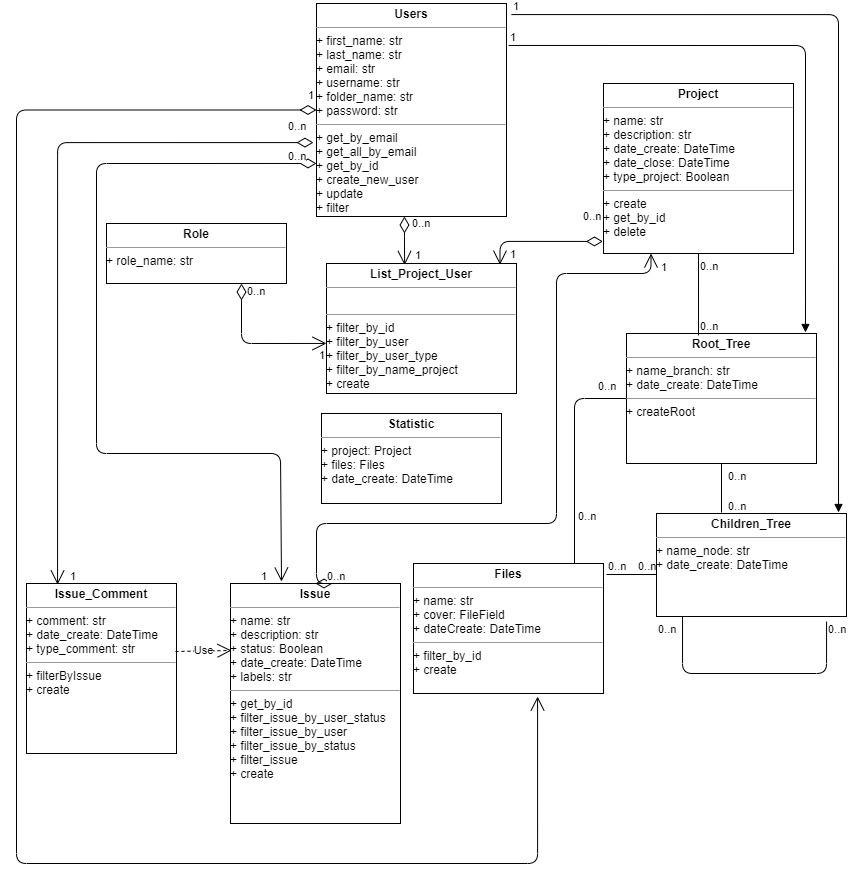 Users
+ first_name: str
+ last_name: str
+ email: str
+ username: str
+ folder_name: str
+ password: str
+ get_by_email
+ get_all_by_email
+ get_by_id
+ create_new_user
+ update
+ filter
1
1
1
0..n
0..n
0..n
1
Project
+ name: str
+ description: str
+ date_create: DateTime
+ date_close: DateTime
+ type_project: Boolean
+ create
+ get_by_id
+ delete
0..n
1
1
0..n
0..n
Role
+ role_name: str
0..n
1
List_Project_User
+ filter_by_id
+ filter_by_user
+ filter_by_user_type
+ filter_by_name_project
+ create
Root_Tree
+ name_branch: str
+ date_create: DateTime
+ createRoot
0..n
0..n
0..n
0..n
Statistic
+ project: Project
+ files: Files
+ date_create: DateTime
Children_Tree
+ name_node: str
+ date_create: DateTime
0..n
0..n
0..n
0..n
Issue_Comment
+ comment: str
+ date_create: DateTime
+ type_comment: str
+ filterByIssue
+ create
1
Use
Issue
+ name: str
+ description: str
+ status: Boolean
+ date_create: DateTime
+ labels: str
+ get_by_id
+ filter_issue_by_user_status
+ filter_issue_by_user
+ filter_issue_by_status
+ filter_issue
+ create
1
0..n
Files
+ name: str
+ cover: FileField
+ dateCreate: DateTime
+ filter_by_id
+ create